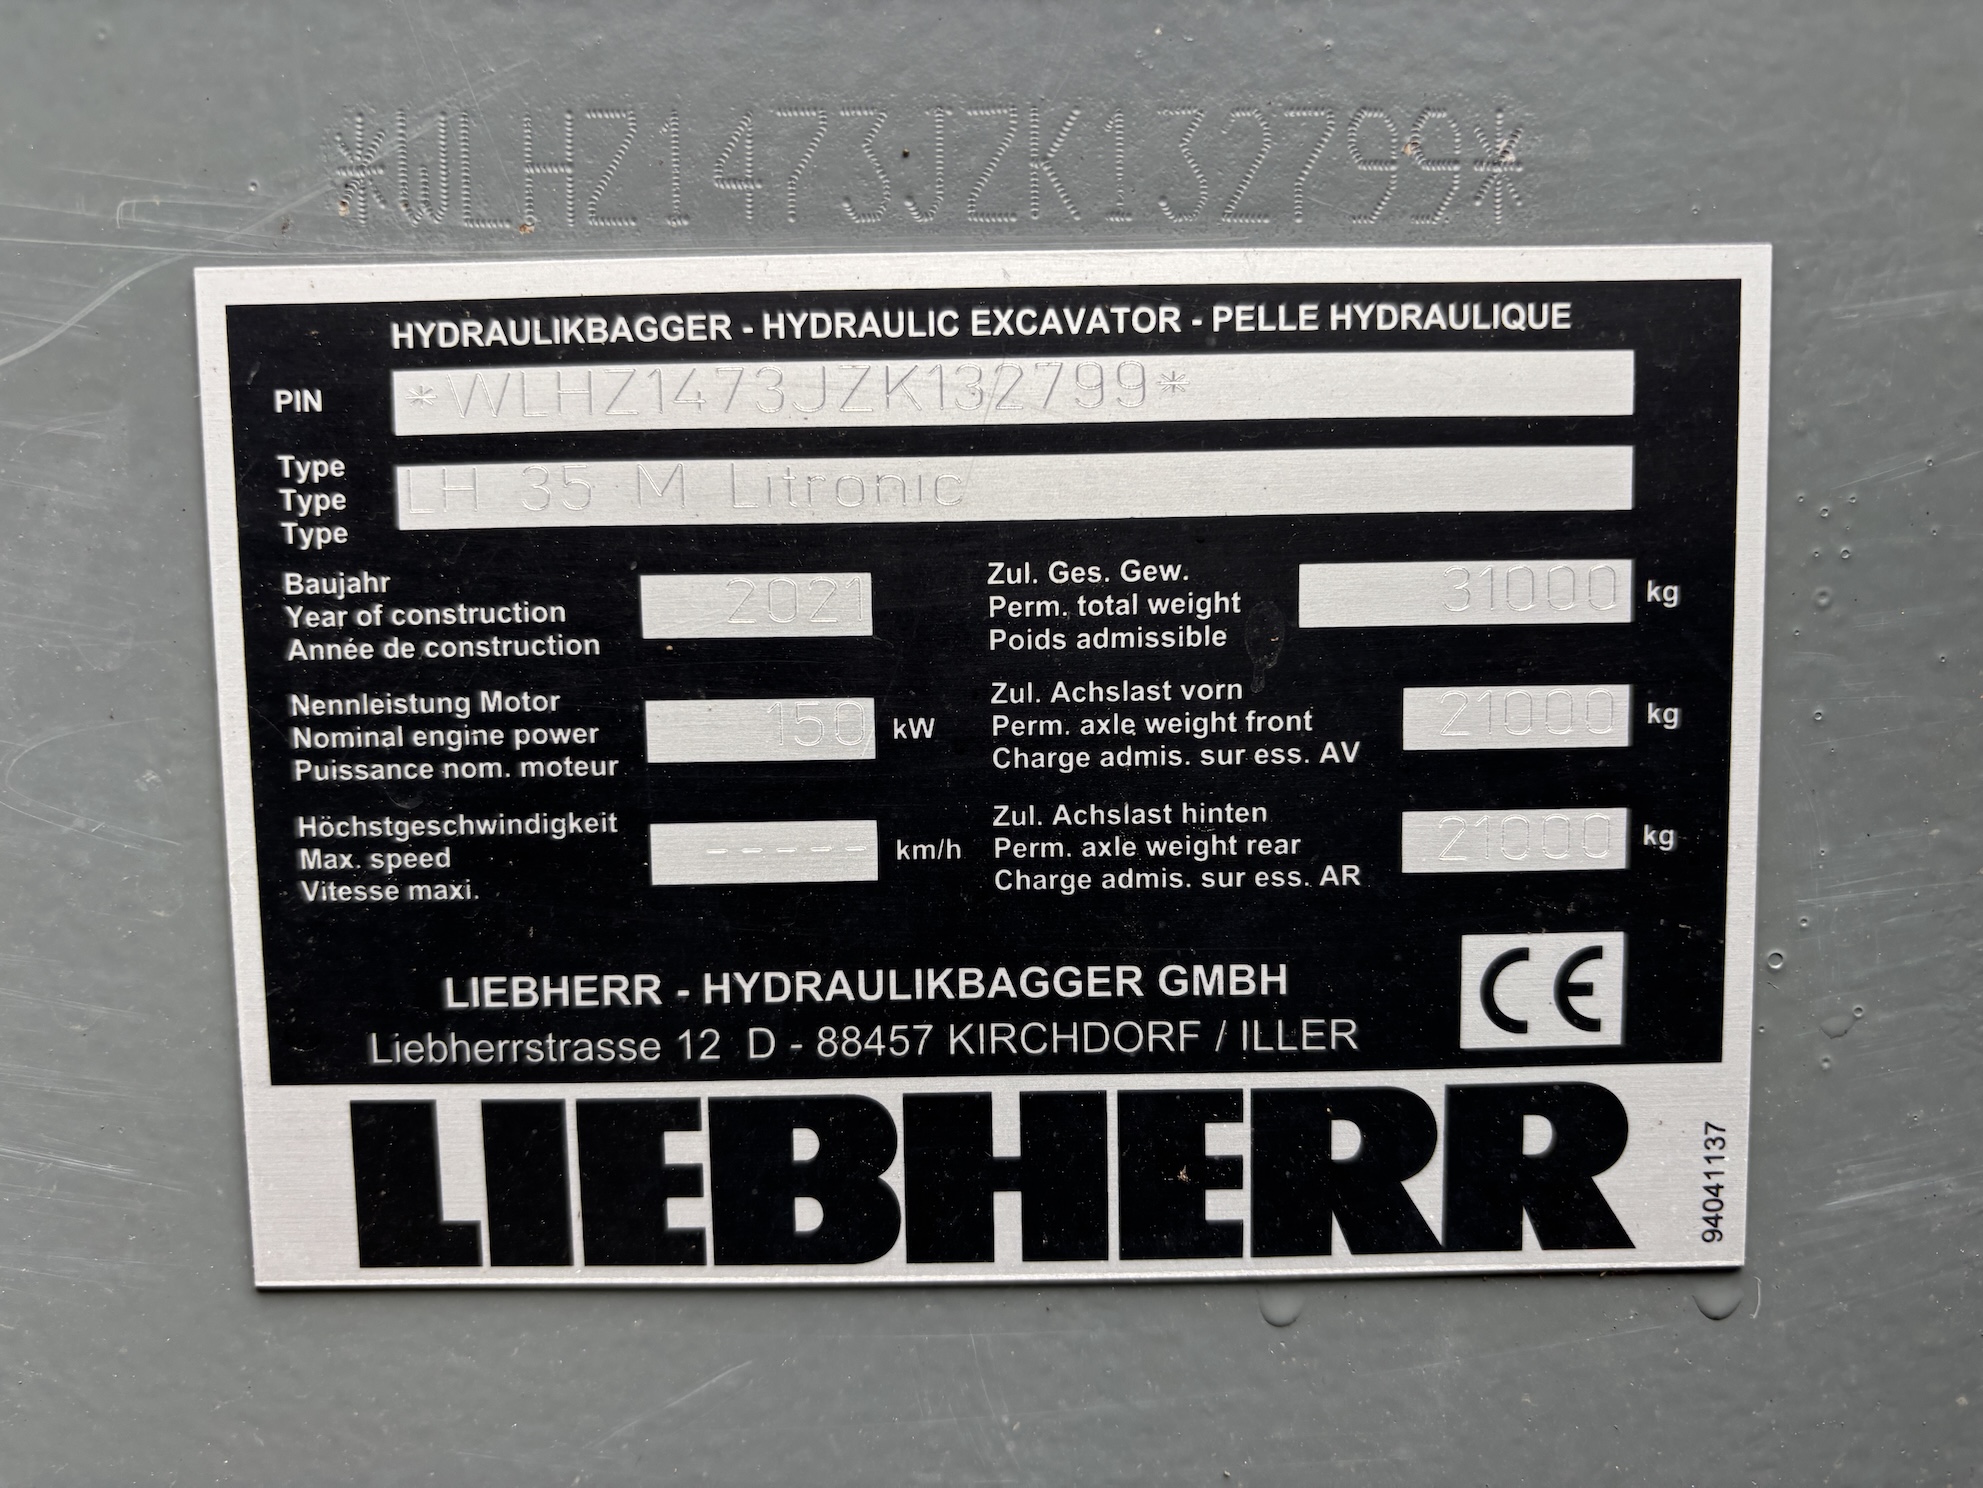 *WLHZ1473JZK132799*
HYDRAULIKBAGGER - HYDRAULIC EXCAVATOR - PELLE HYDRAULIQUE
PIN *WLHZ1473JZK132799*
Type
Type LH 35 M Litronic
Type
Baujahr
Year of construction 2021
Année de construction
Zul. Ges. Gew.
Perm. total weight 31000 kg
Poids admissible
Nennleistung Motor
Nominal engine power 150 kW
Puissance nom. moteur
Zul. Achslast vorn
Perm. axle weight front 21000 kg
Charge admis. sur ess. AV
Höchstgeschwindigkeit
Max. speed ----- km/h
Vitesse maxi.
Zul. Achslast hinten
Perm. axle weight rear 21000 kg
Charge admis. sur ess. AR
LIEBHERR - HYDRAULIKBAGGER GMBH
Liebherrstrasse 12 D - 88457 KIRCHDORF / ILLER
CE
LIEBHERR
94041137